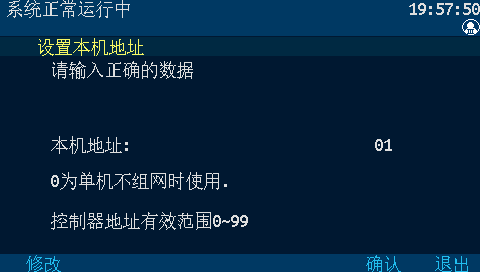 系统正常运行中 19:57:50
设置本机地址
请输入正确的数据
本机地址: 01
0为单机不组网时使用.
控制器地址有效范围0~99
修改 确认 退出